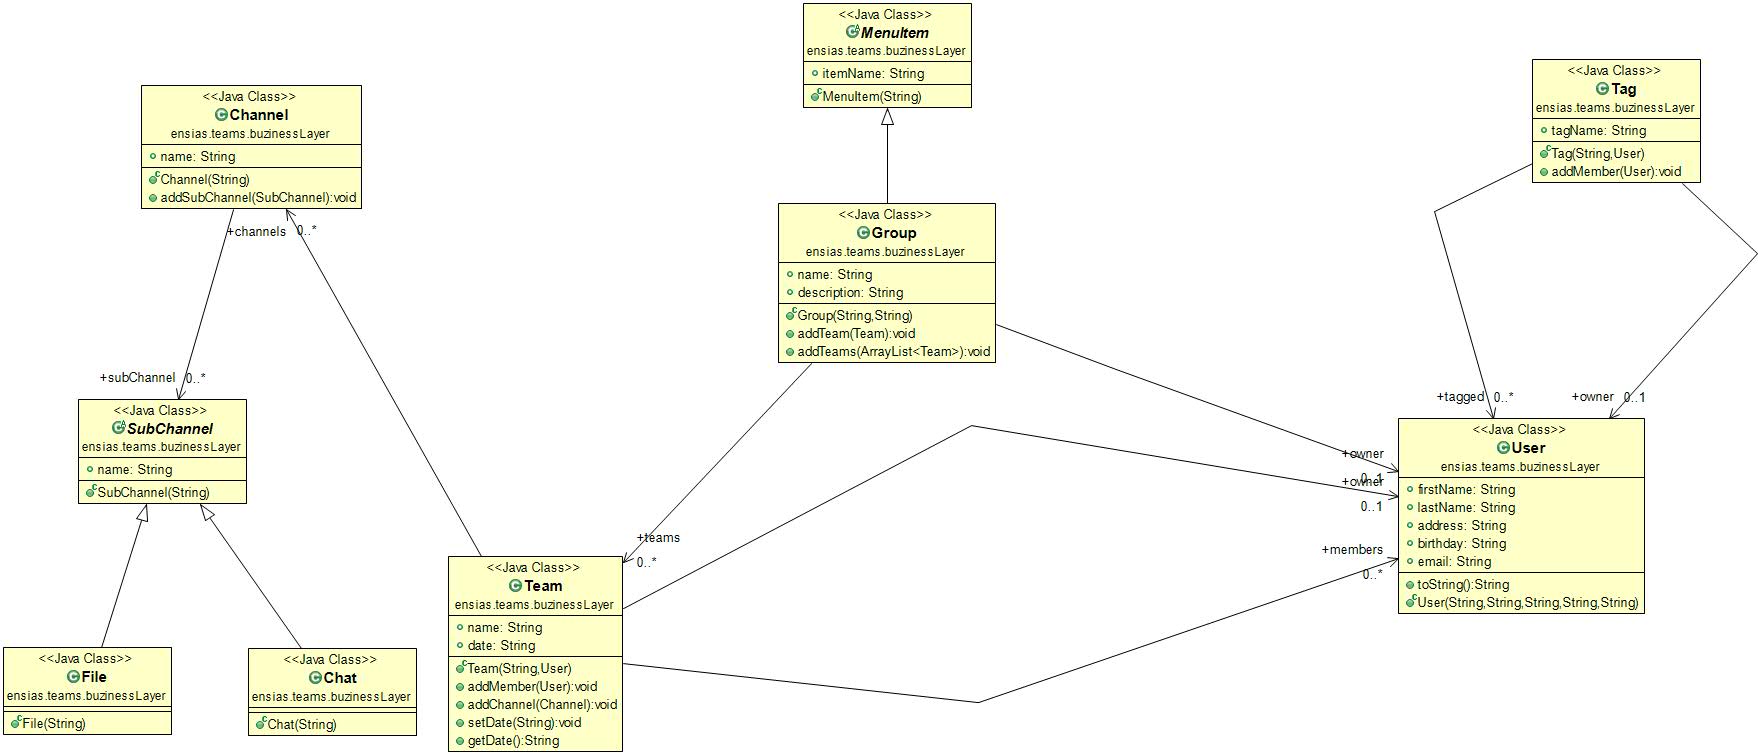 <<Java Class>>
MenuItem
ensias.teams.buzinessLayer
itemName: String
MenuItem(String)
<<Java Class>>
Tag
ensias.teams.buzinessLayer
tagName: String
Tag(String,User)
addMember(User):void
<<Java Class>>
Channel
ensias.teams.buzinessLayer
name: String
Channel(String)
addSubChannel(SubChannel):void
+channels 0..*
<<Java Class>>
Group
ensias.teams.buzinessLayer
name: String
description: String
Group(String,String)
addTeam(Team):void
addTeams(ArrayList<Team>):void
+subChannel 0..*
+tagged 0..*
+owner 0..1
<<Java Class>>
SubChannel
ensias.teams.buzinessLayer
name: String
SubChannel(String)
+owner
0..1
+owner
0..1
+members
0..*
<<Java Class>>
User
ensias.teams.buzinessLayer
firstName: String
lastName: String
address: String
birthday: String
email: String
toString():String
User(String,String,String,String,String)
+teams
0..*
<<Java Class>>
Team
ensias.teams.buzinessLayer
name: String
date: String
Team(String,User)
addMember(User):void
addChannel(Channel):void
setDate(String):void
getDate():String
<<Java Class>>
File
ensias.teams.buzinessLayer
File(String)
<<Java Class>>
Chat
ensias.teams.buzinessLayer
Chat(String)